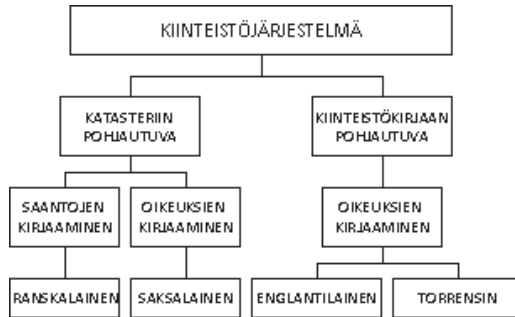 KIINTEISTÖJÄRJESTELMÄ
KATASTERIIN
POHJAUTUVA
KIINTEISTÖKIRJAAN
POHJAUTUVA
SAANTOJEN
KIRJAAMINEN
OIKEUKSIEN
KIRJAAMINEN
OIKEUKSIEN
KIRJAAMINEN
RANSKALAINEN
SAKSALAINEN
ENGLANTILAINEN
TORRENSIN